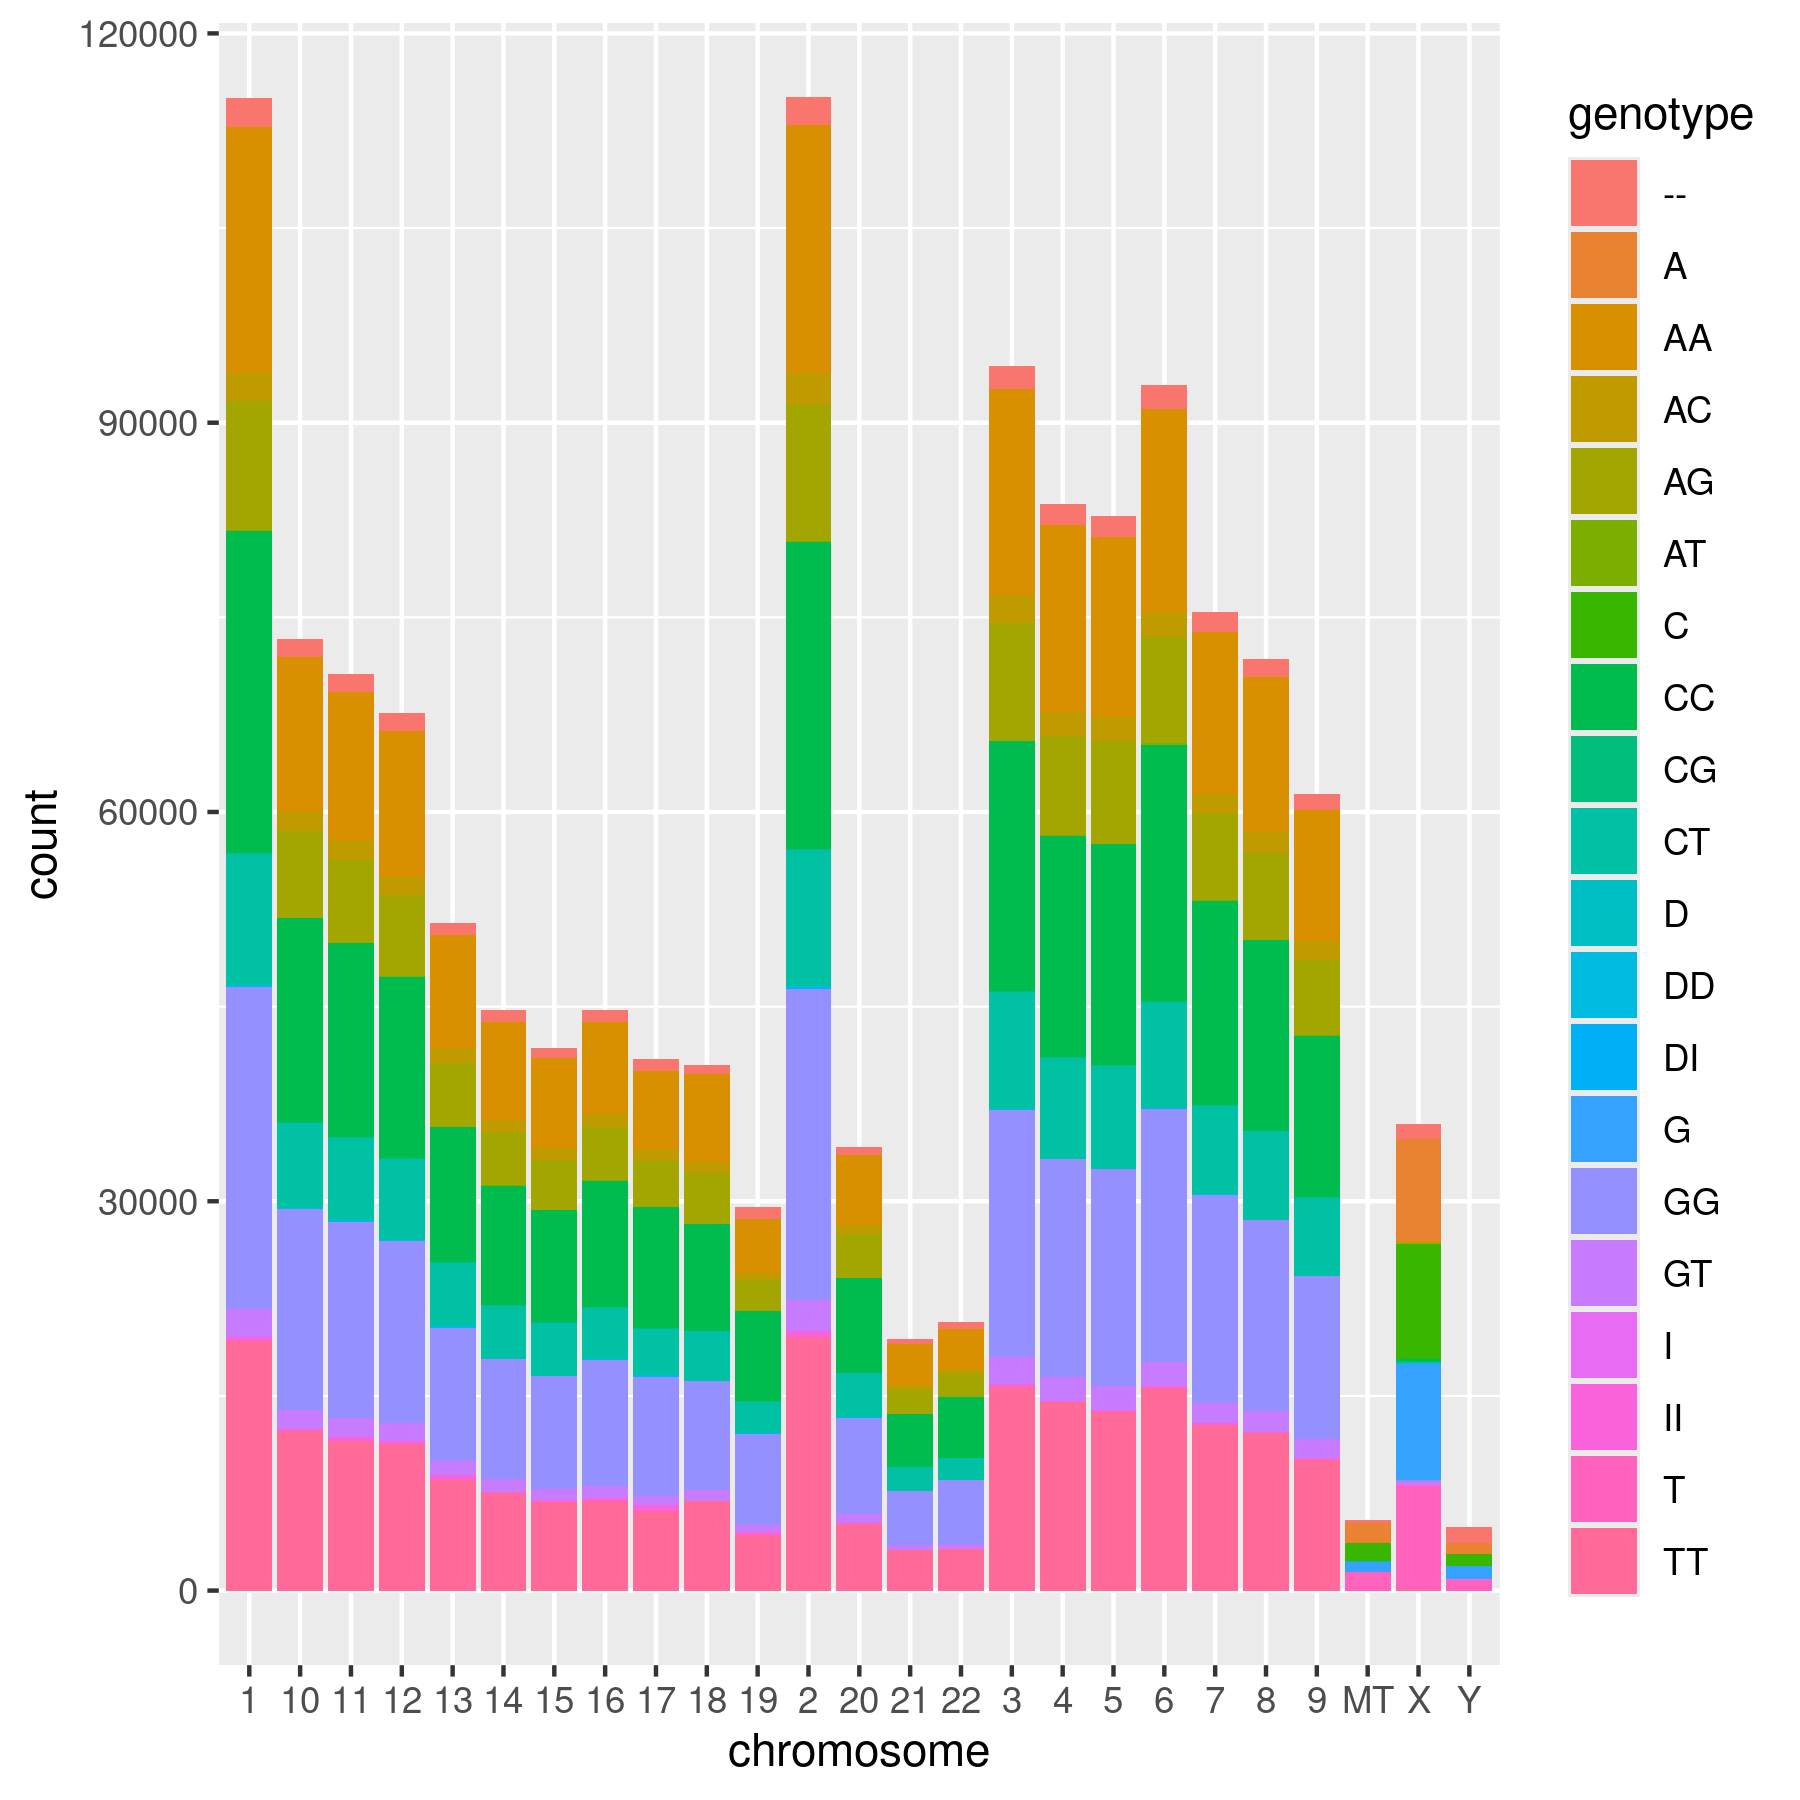 120000
90000
60000
30000
0
count
1 10 11 12 13 14 15 16 17 18 19 2 20 21 22 3 4 5 6 7 8 9 MT X Y
chromosome
genotype
--
A
AA
AC
AG
AT
C
CC
CG
CT
D
DD
DI
G
GG
GT
I
II
T
TT